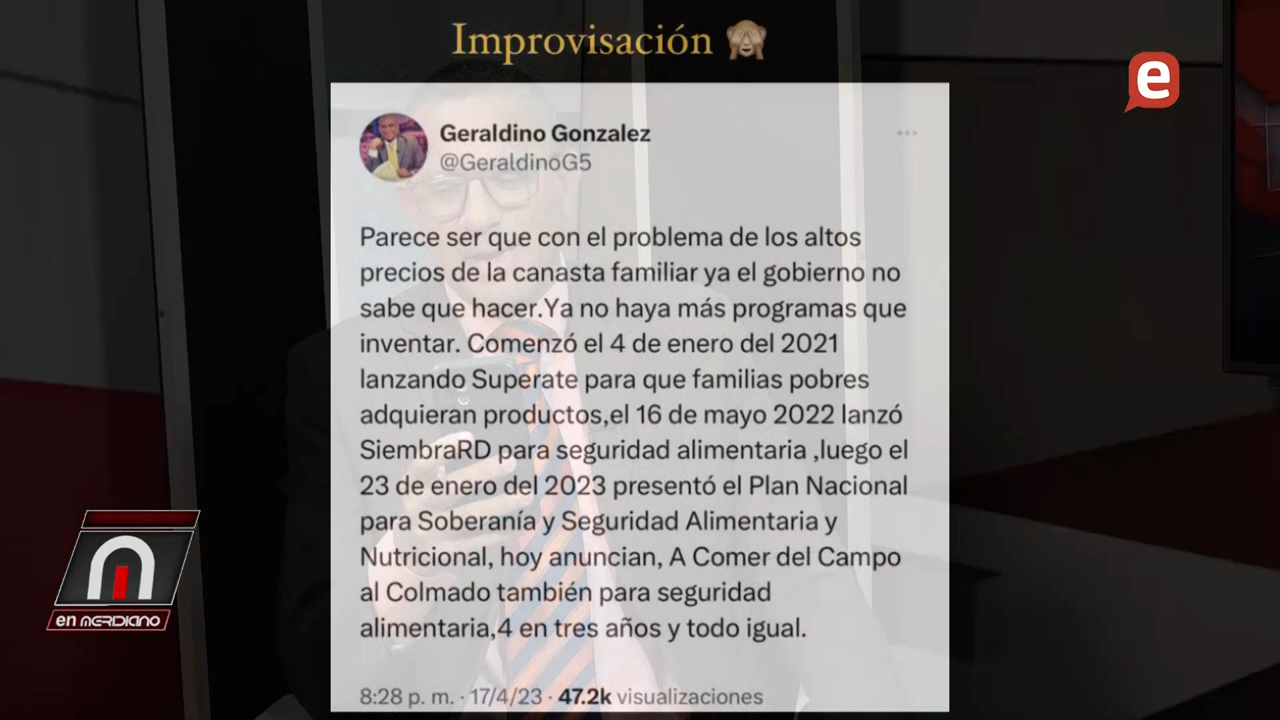 Improvisación 🙈
e
Geraldino Gonzalez
@GeraldinoG5
Parece ser que con el problema de los altos
precios de la canasta familiar ya el gobierno no
sabe que hacer.Ya no haya más programas que
inventar. Comenzó el 4 de enero del 2021
lanzando Superate para que familias pobres
adquieran productos,el 16 de mayo 2022 lanzó
SiembraRD para seguridad alimentaria ,luego el
23 de enero del 2023 presentó el Plan Nacional
para Soberanía y Seguridad Alimentaria y
Nutricional, hoy anuncian, A Comer del Campo
al Colmado también para seguridad
alimentaria,4 en tres años y todo igual.
8:28 p. m. · 17/4/23 · 47.2k visualizaciones
en MERDIANO